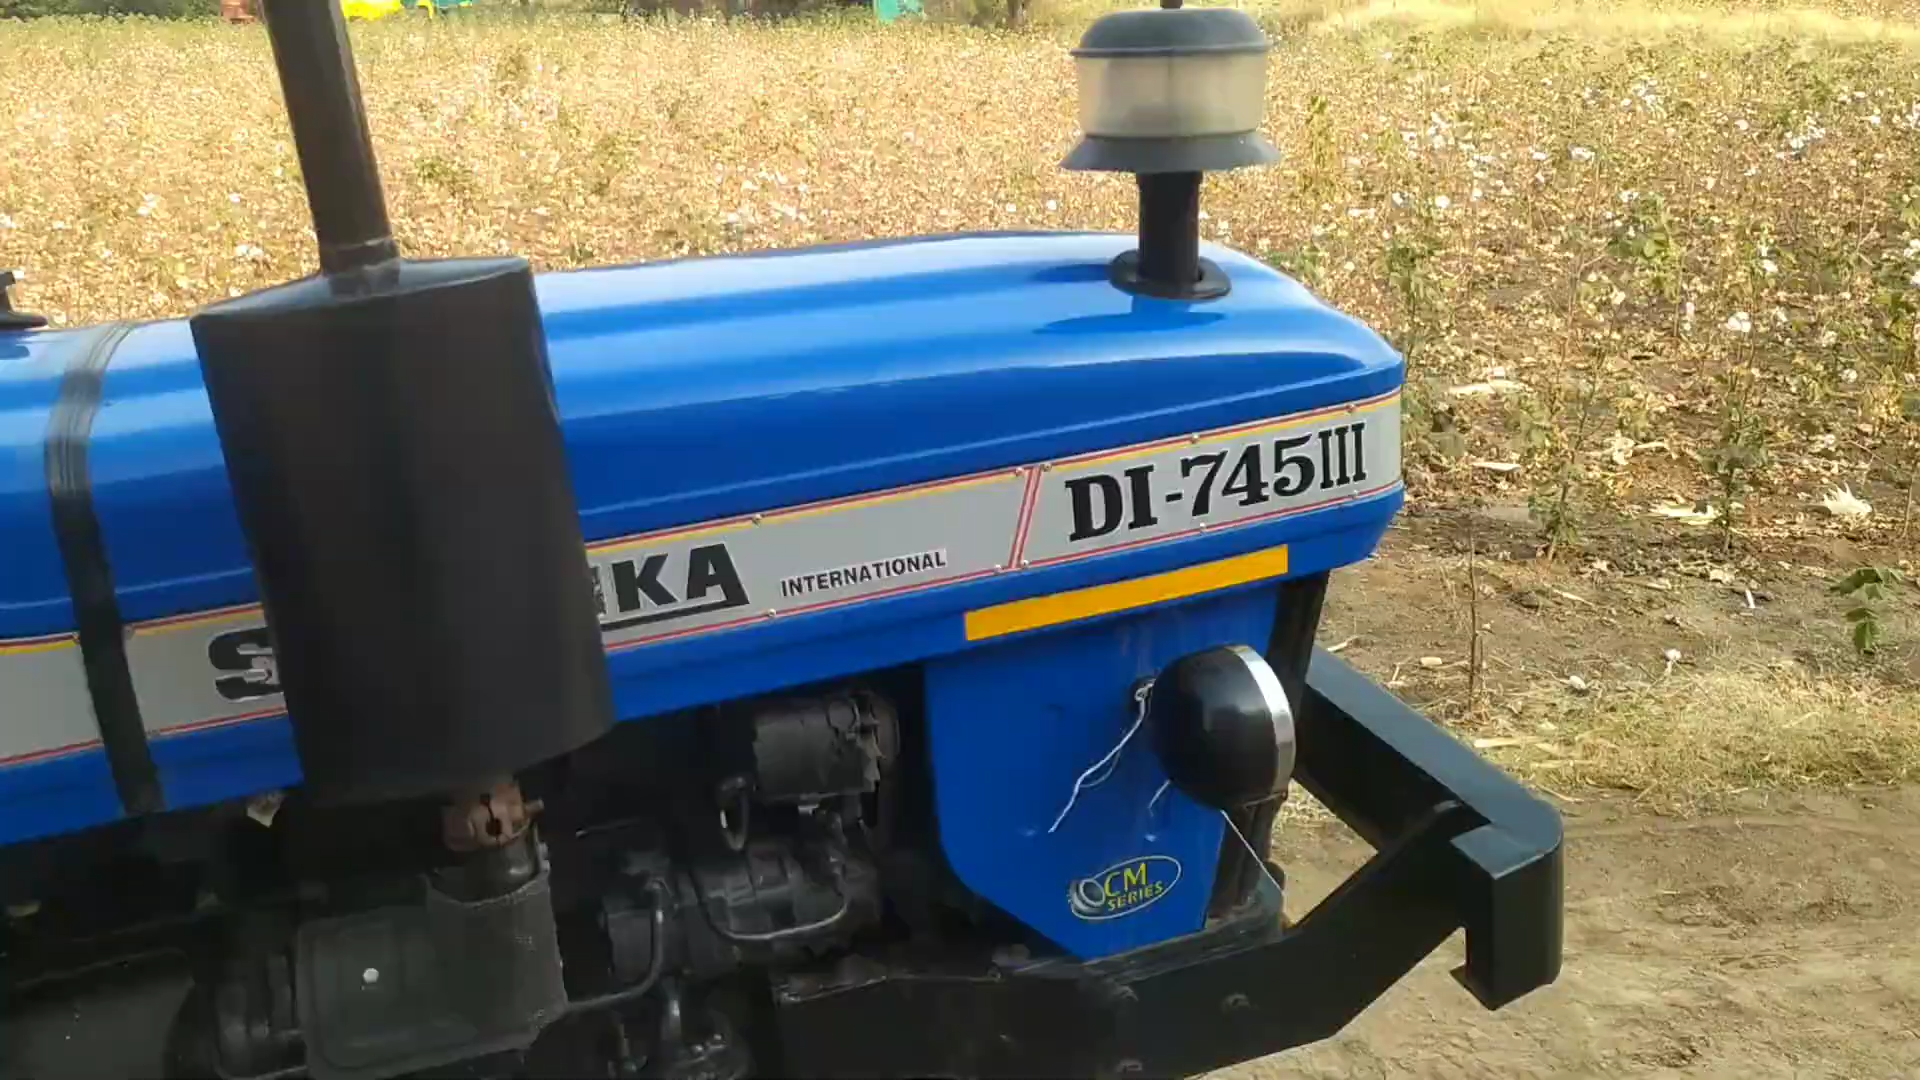 S KA INTERNATIONAL DI-745III
CM
SERIES